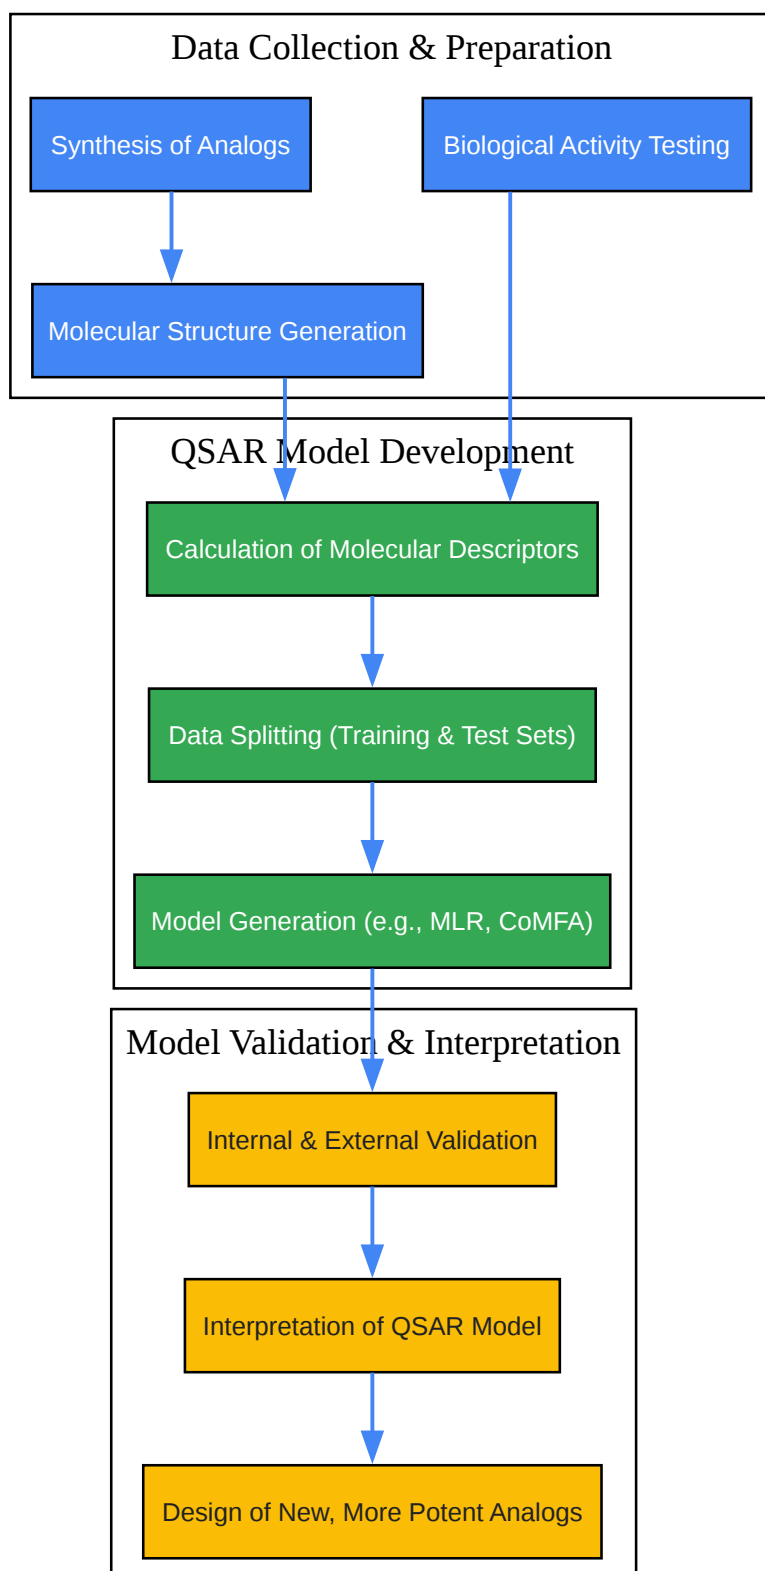 Data Collection & Preparation
Synthesis of Analogs
Biological Activity Testing
Molecular Structure Generation
QSAR Model Development
Calculation of Molecular Descriptors
Data Splitting (Training & Test Sets)
Model Generation (e.g., MLR, CoMFA)
Model Validation & Interpretation
Internal & External Validation
Interpretation of QSAR Model
Design of New, More Potent Analogs